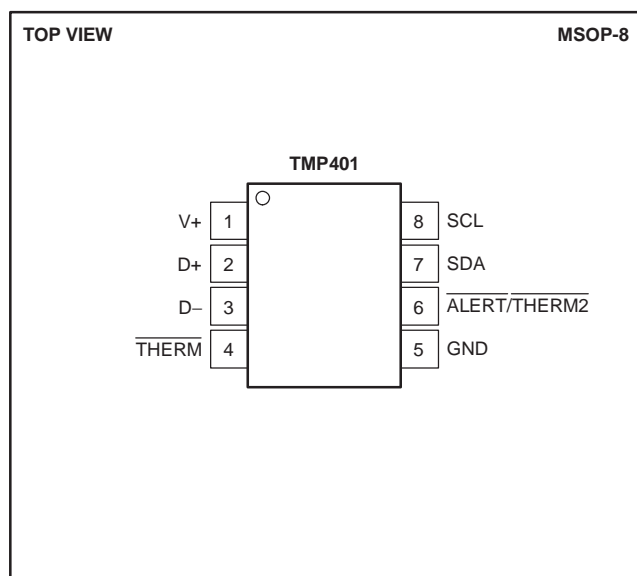 TOP VIEW MSOP-8
TMP401
V+ 1 8 SCL
D+ 2 7 SDA
D− 3 6 ALERT/THERM2
THERM 4 5 GND